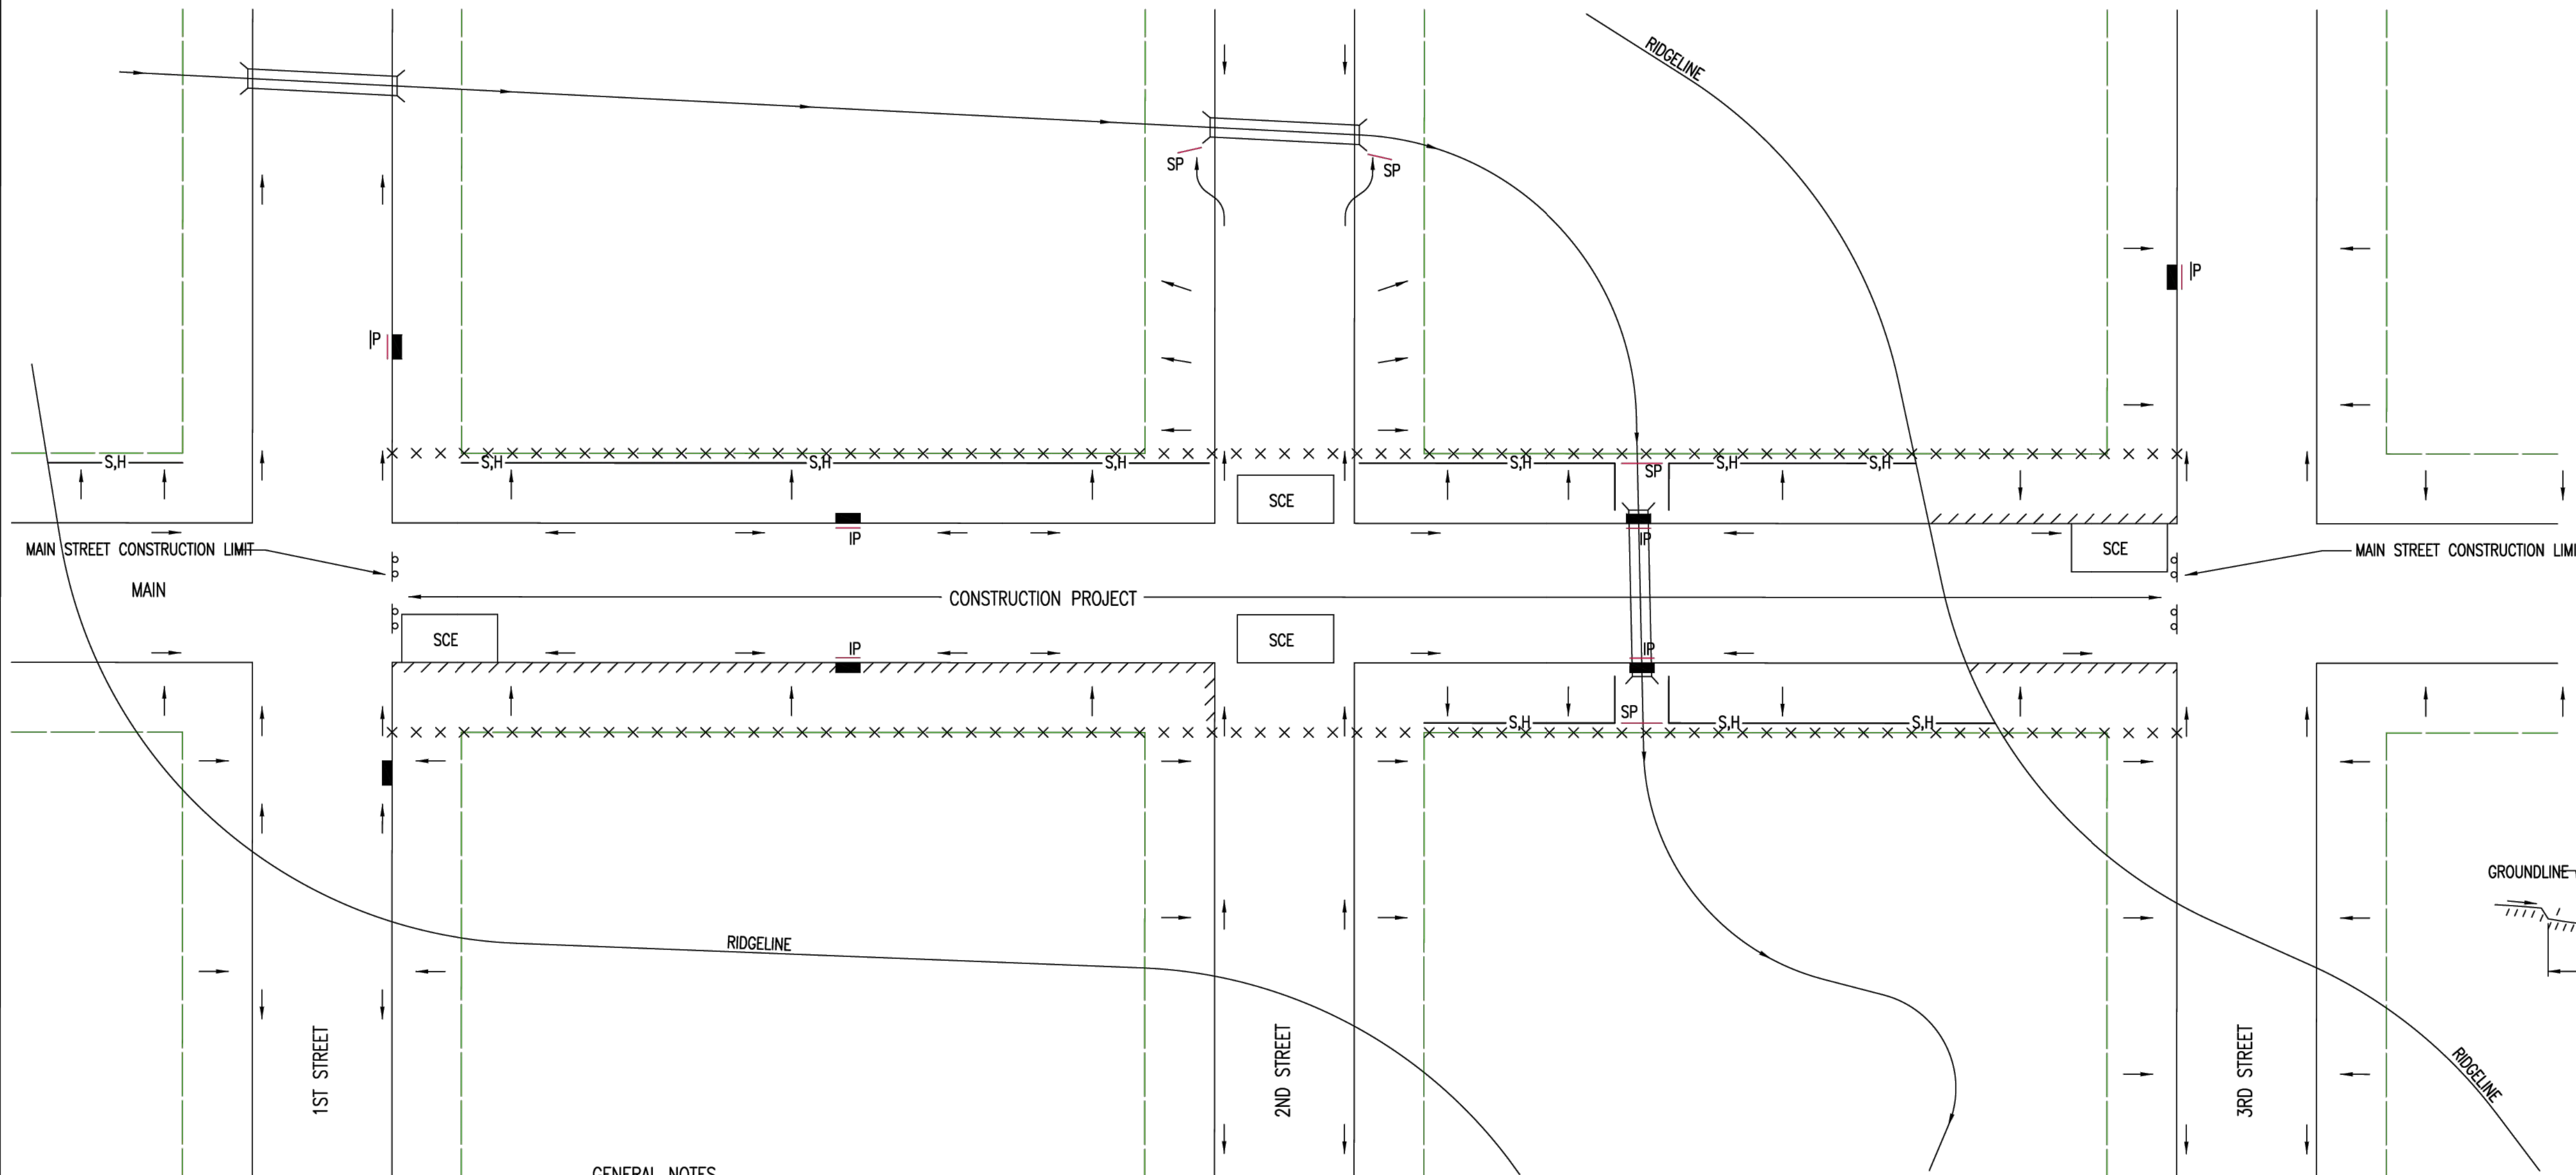 RIDGELINE
SP
SP
IP
IP
S,H
S,H
S,H
S,H
S,H
SP
S,H
S,H
SCE
IP
IP
MAIN STREET CONSTRUCTION LIMIT
SCE
MAIN STREET CONSTRUCTION LIMI
MAIN
CONSTRUCTION PROJECT
SCE
SCE
IP
IP
SP
S,H
S,H
S,H
GROUNDLINE
RIDGELINE
1ST STREET
2ND STREET
3RD STREET
RIDGELINE
GENERAL NOTES